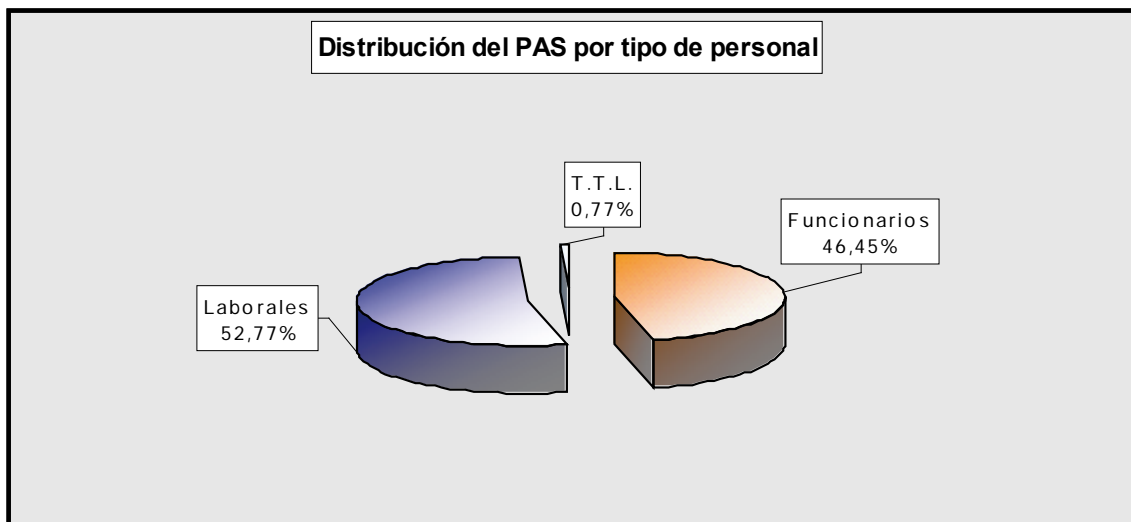 Distribución del PAS por tipo de personal
T.T.L.
0,77%
Funcionarios
46,45%
Laborales
52,77%